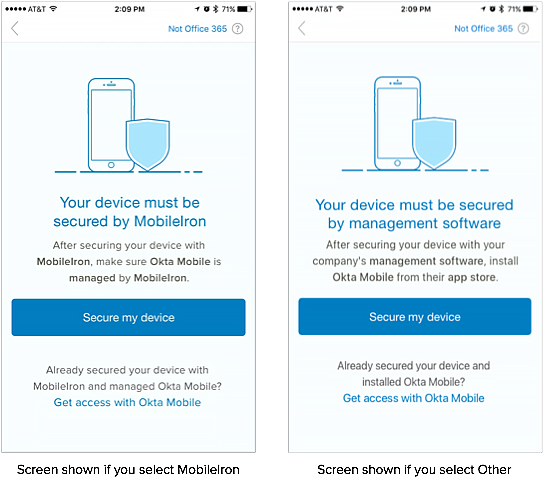 AT&T 2:09 PM 71%
Not Office 365 ?
Your device must be
secured by MobileIron
After securing your device with
MobileIron, make sure Okta Mobile is
managed by MobileIron.
Secure my device
Already secured your device with
MobileIron and managed Okta Mobile?
Get access with Okta Mobile
Screen shown if you select MobileIron
AT&T 2:09 PM 71%
Not Office 365 ?
Your device must be secured
by management software
After securing your device with your
company's management software, install
Okta Mobile from their app store.
Secure my device
Already secured your device and
installed Okta Mobile?
Get access with Okta Mobile
Screen shown if you select Other